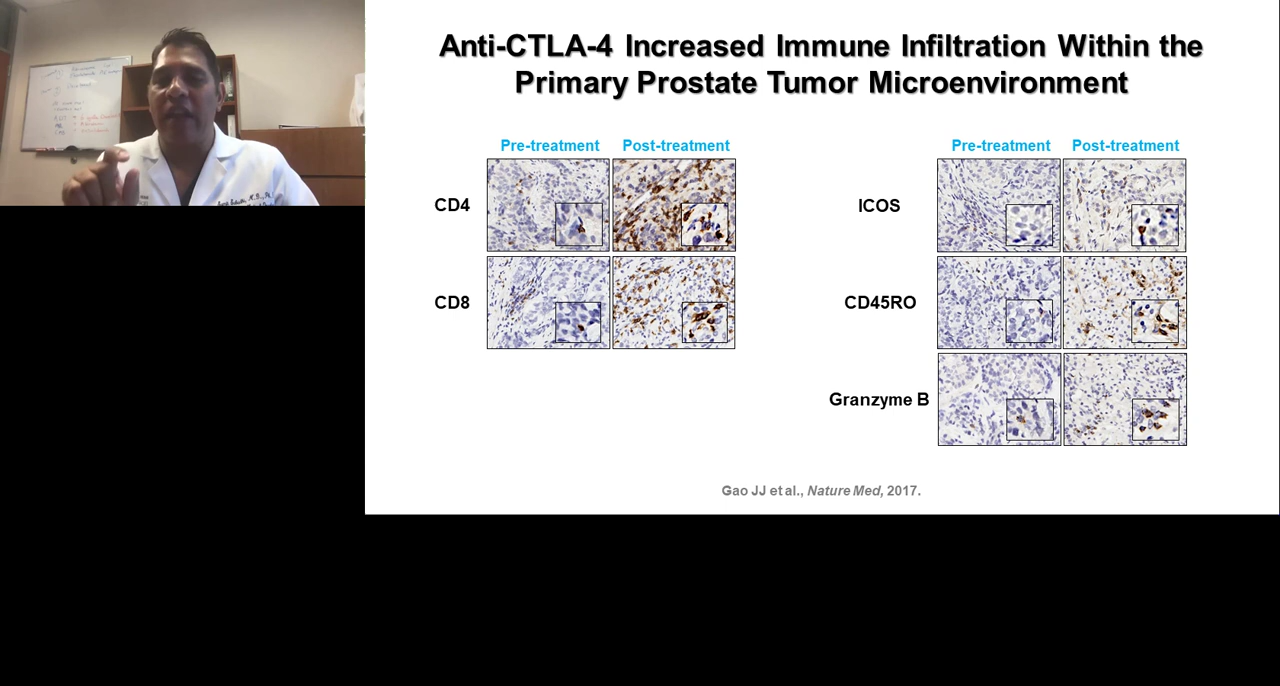 Anti-CTLA-4 Increased Immune Infiltration Within the
Primary Prostate Tumor Microenvironment
Pre-treatment Post-treatment
CD4
CD8
Pre-treatment Post-treatment
ICOS
CD45RO
Granzyme B
Gao JJ et al., Nature Med, 2017.